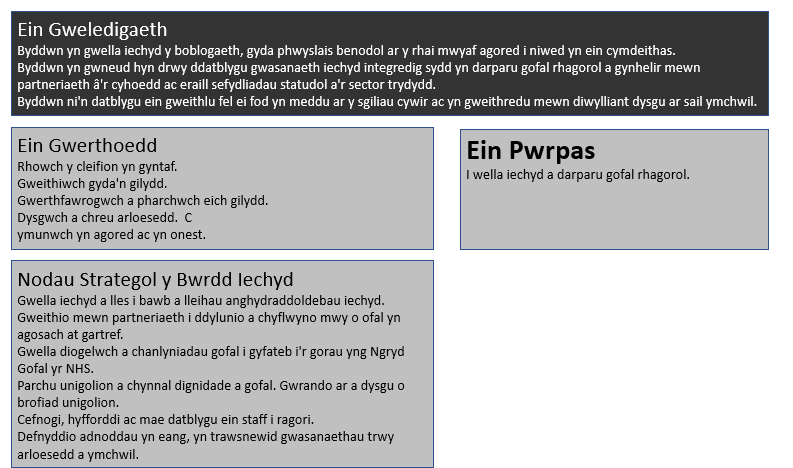 Ein Gweledigaeth
Byddwn yn gwella iechyd y boblogaeth, gyda phwyslais benodol ar y rhai mwyaf agored i niwed yn ein cymdeithas.
Byddwn yn gwneud hyn drwy ddatblygu gwasanaeth iechyd integredig sydd yn darparu gofal rhagorol a gynhelir mewn
partneriaeth â'r cyhoedd ac eraill sefydliadau statudol a'r sector trydydd.
Byddwn ni'n datblygu ein gweithlu fel ei fod yn meddu ar y sgiliau cywir ac yn gweithredu mewn diwylliant dysgu ar sail ymchwil.
Ein Gwerthoedd
Rhowch y cleifion yn gyntaf.
Gweithiwch gyda'n gilydd.
Gwerthfawrogwch a pharchwch eich gilydd.
Dysgwch a chreu arloesedd. C
ymunwch yn agored ac yn onest.
Ein Pwrpas
I wella iechyd a darparu gofal rhagorol.
Nodau Strategol y Bwrdd Iechyd
Gwella iechyd a lles i bawb a lleihau anghydraddoldebau iechyd.
Gweithio mewn partneriaeth i ddylunio a chyflwyno mwy o ofal yn
agosach at gartref.
Gwella diogelwch a chanlyniadau gofal i gyfateb i'r gorau yng Ngryd
Gofal yr NHS.
Parchu unigolion a chynnal dignidade a gofal. Gwrando ar a dysgu o
brofiad unigolion.
Cefnogi, hyfforddi ac mae datblygu ein staff i ragori.
Defnyddio adnoddau yn eang, yn trawsnewid gwasanaethau trwy
arloesedd a ymchwil.